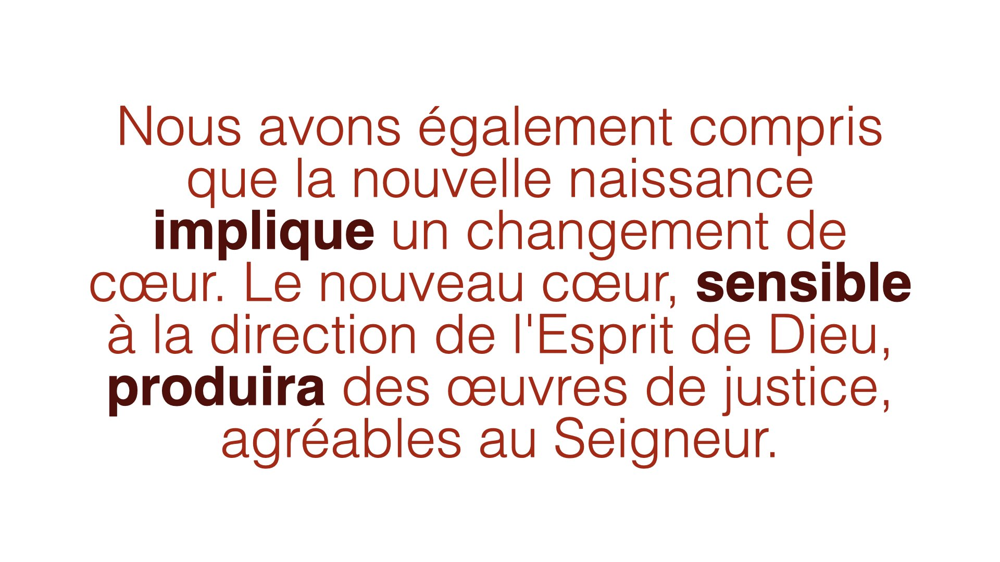 Nous avons également compris
que la nouvelle naissance
implique un changement de
cœur. Le nouveau cœur, sensible
à la direction de l'Esprit de Dieu,
produira des œuvres de justice,
agréables au Seigneur.